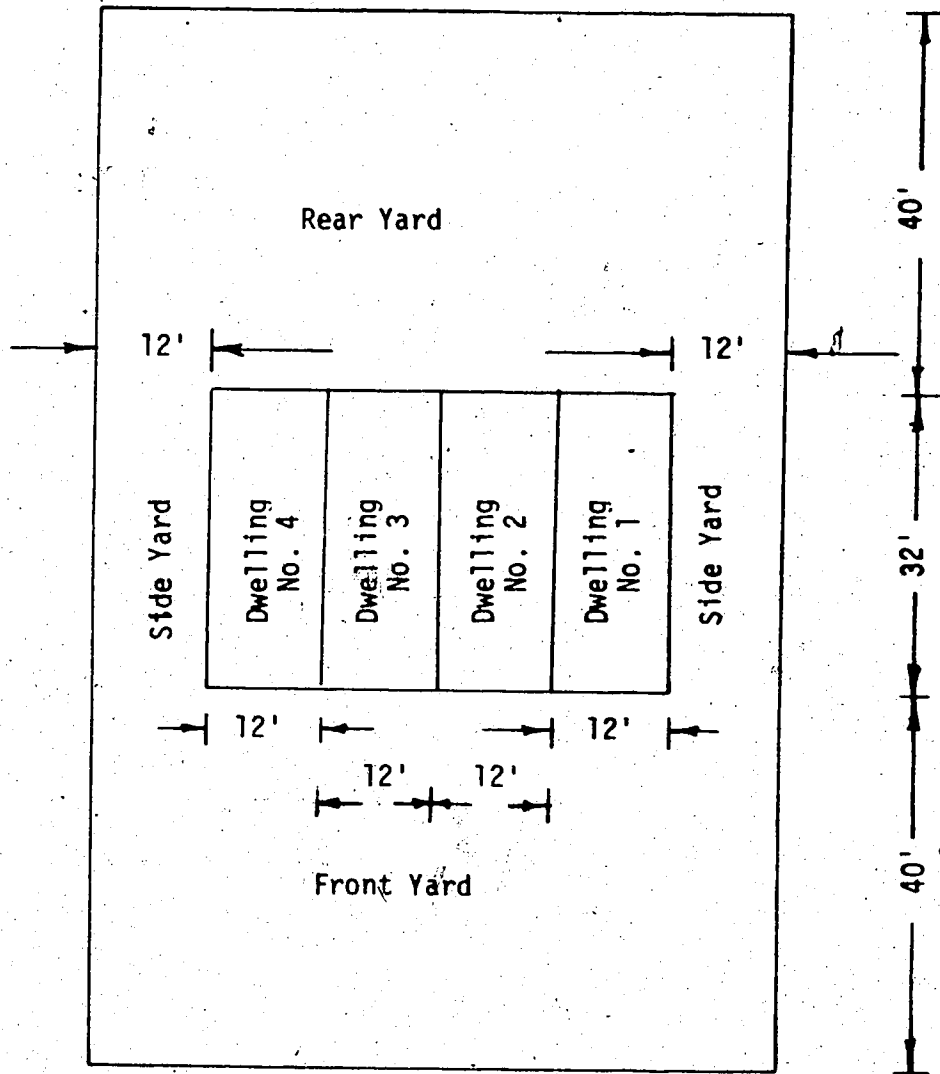 40'
Rear Yard
12'
12'
Side Yard
Dwelling
No. 4
Dwelling
No. 3
Dwelling
No. 2
Dwelling
No. 1
Side Yard
32'
12'
12'
12'
12'
Front Yard
40'